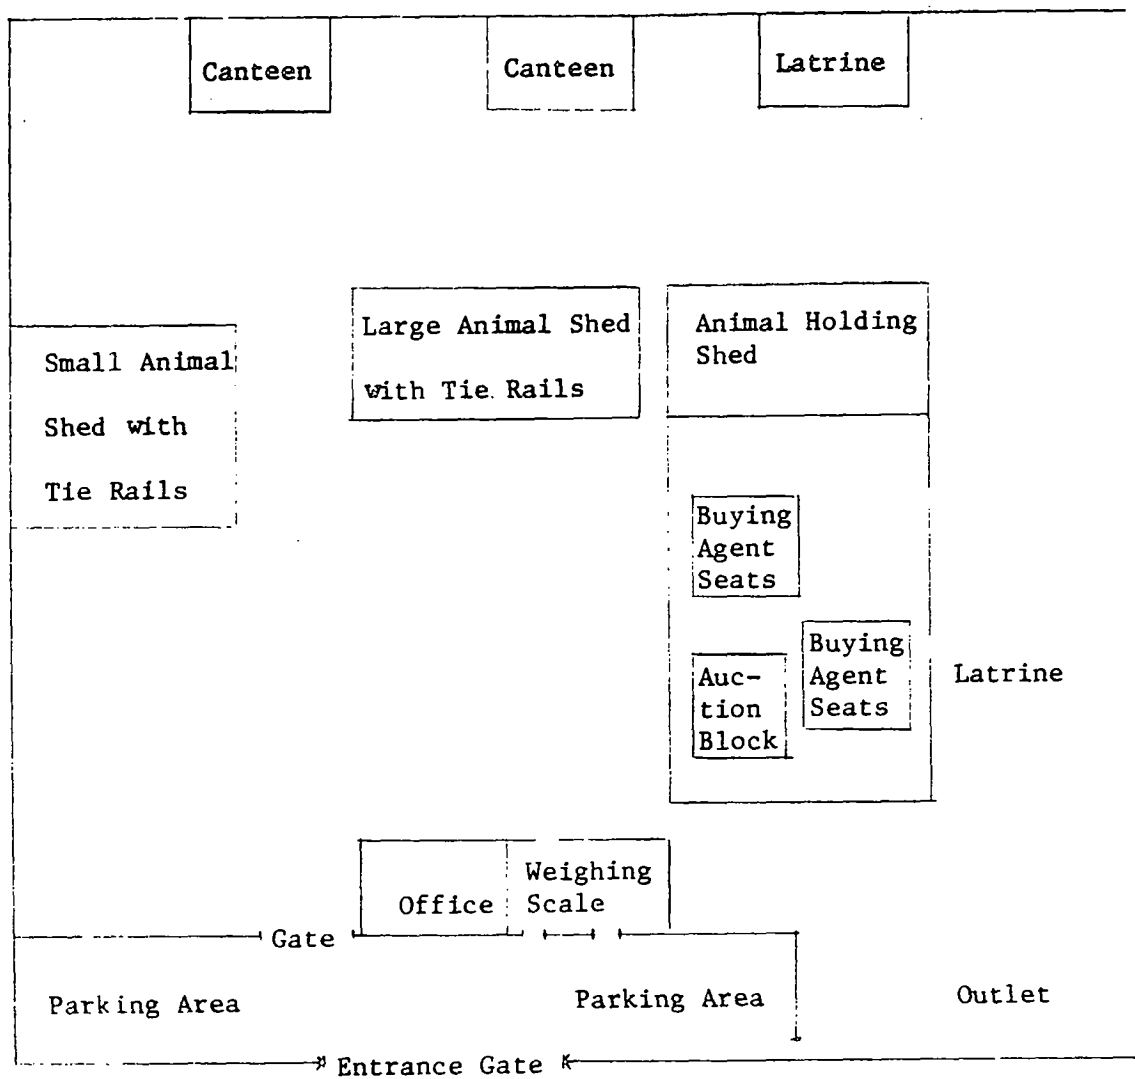 Canteen
Canteen
Latrine
Small Animal
Shed with
Tie Rails
Large Animal Shed
with Tie Rails
Animal Holding
Shed
Buying
Agent
Seats
Buying
Agent
Seats
Auc-
tion
Block
Latrine
Office
Weighing
Scale
Gate
Parking Area
Parking Area
Outlet
Entrance Gate